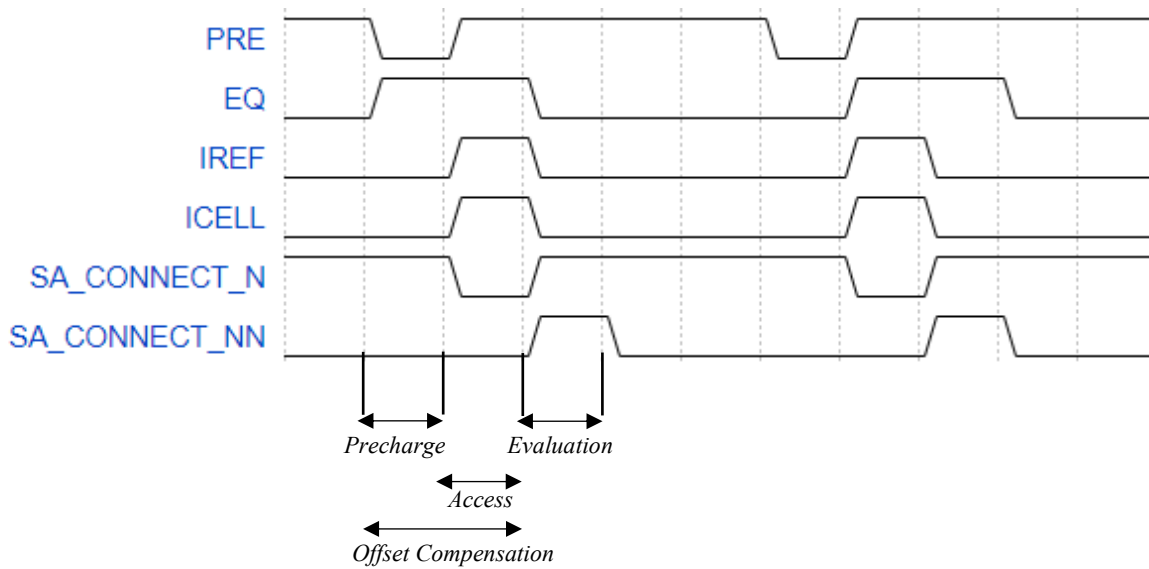 PRE
EQ
IREF
ICELL
SA_CONNECT_N
SA_CONNECT_NN
Precharge Evaluation
Access
Offset Compensation